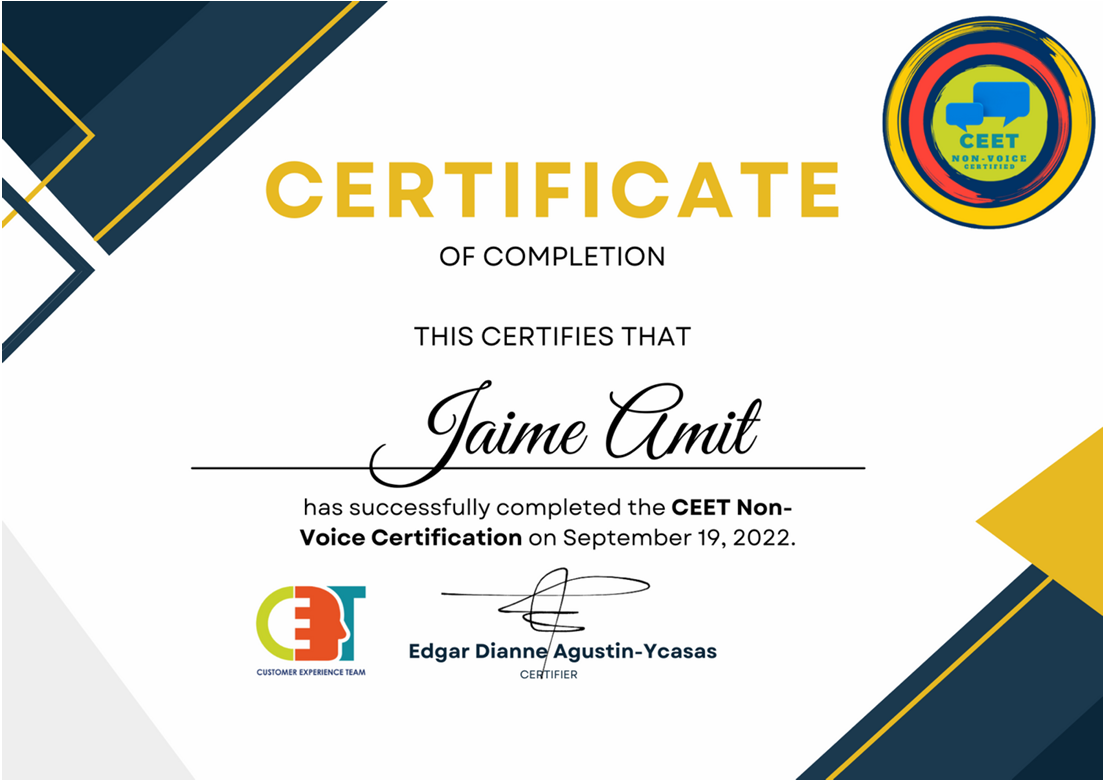 CEET
NON-VOICE
CERTIFIED
CERTIFICATE
OF COMPLETION
THIS CERTIFIES THAT
Jaime Amit
has successfully completed the CEET Non-
Voice Certification on September 19, 2022.
CEET
CUSTOMER EXPERIENCE TEAM
Edgar Dianne Agustin-Ycasas
CERTIFIER